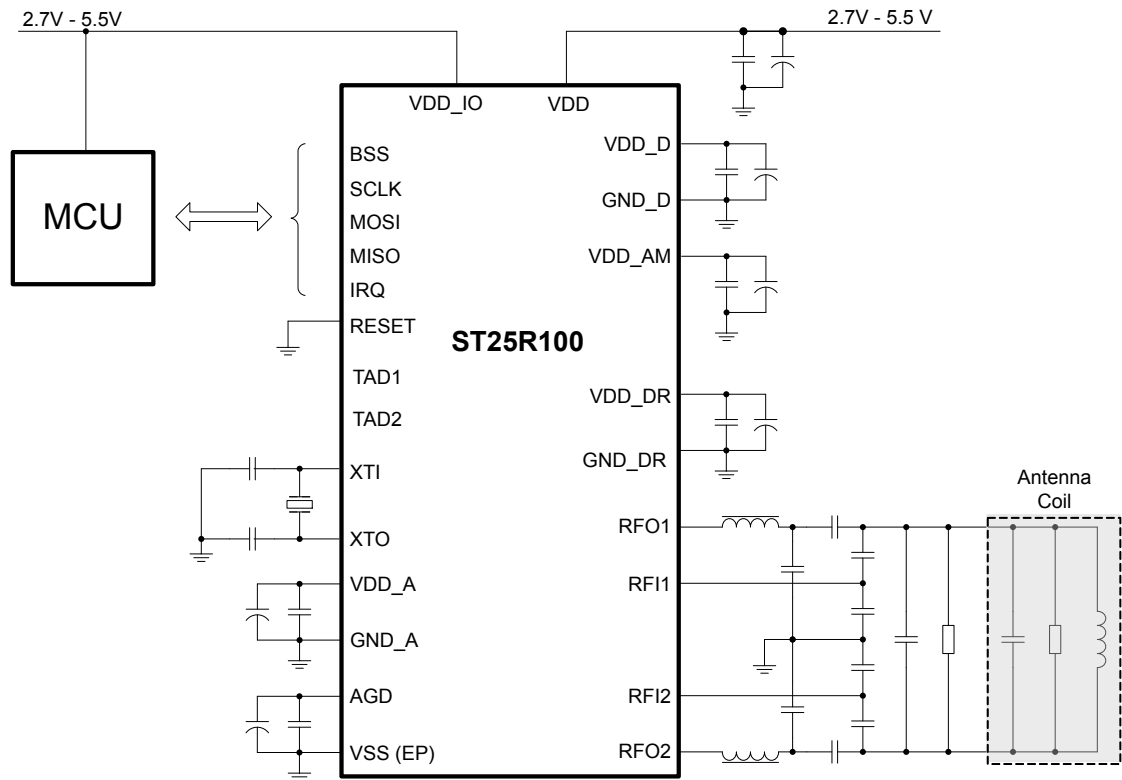 2.7V - 5.5V
2.7V - 5.5 V
VDD_IO
VDD
MCU
BSS
SCLK
MOSI
MISO
IRQ
RESET
TAD1
TAD2
XTI
XTO
VDD_A
GND_A
AGD
VSS (EP)
ST25R100
VDD_D
GND_D
VDD_AM
VDD_DR
GND_DR
RFO1
RFI1
RFI2
RFO2
Antenna
Coil